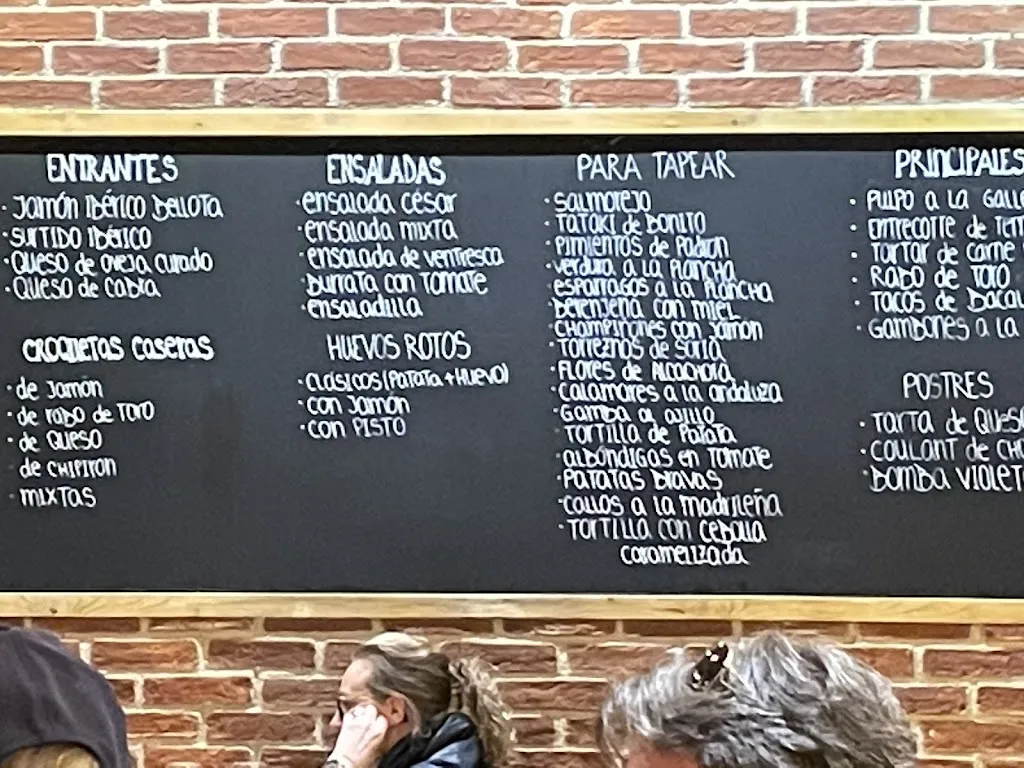 ENTRANTES
· Jamón IBérico Bellota
· SURTIDO IBérico
· Queso de oveja curado
· Queso de cabra
CROQUETAS caseras
· de Jamón
· de rabo de TORO
· de QUESO
de CHIPIRON
· MIXTAS
ENSALADAS
· ensalada césar
· ensalada mixta
· ensalada de ventresca
· burrata con Tomate
· ensaladilla
HUEVOS ROTOS
· CLÁSICOS (PATATA + HUEVO)
· con Jamón
· con PISTO
PARA TAPEAR
· SALMOREJO
· TATAKI de BONITO
· Pimientos de Padron
· verdura a la Plancha
· esparragos a la Plancha
· Berenjena con miel
· CHAMPIÑONES con Jamón
· Torreznos de Soria
· FLORES de Alcachofa
· Calamares a la andaluza
· Gamba al ajillo
· TORTILLA de Patata
· albóndigas en Tomate
· PATATAS Bravas
· callos a la madrileña
· TORTILLA con ceBolla
caramelizada
PRINCIPALES
· PULPO a la
· entrecotte de
· Tartar de carne
· RaBO de TORO
· Tacos de
· Gambones a la
POSTRES
· TarTa de Queso
· COULANT de
· Bomba